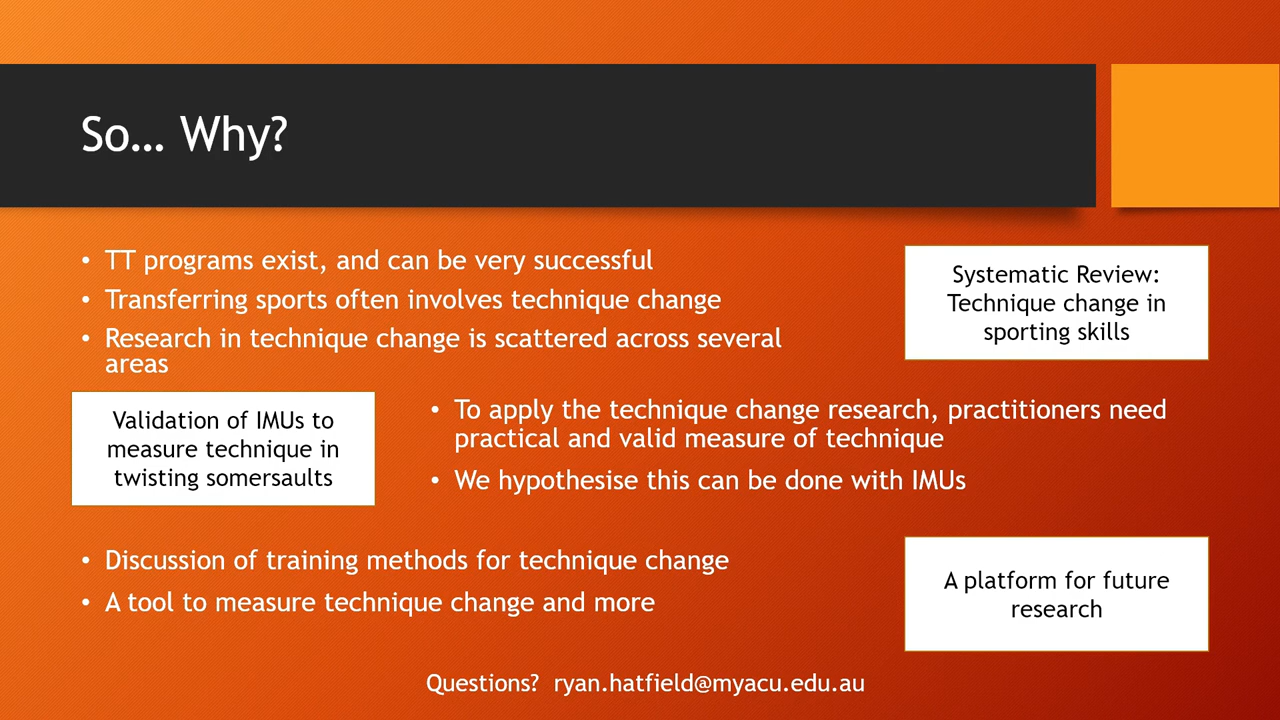 So… Why?
• TT programs exist, and can be very successful
• Transferring sports often involves technique change
• Research in technique change is scattered across several
areas
Systematic Review:
Technique change in
sporting skills
Validation of IMUs to
measure technique in
twisting somersaults
• To apply the technique change research, practitioners need
practical and valid measure of technique
• We hypothesise this can be done with IMUs
• Discussion of training methods for technique change
• A tool to measure technique change and more
A platform for future
research
Questions? ryan.hatfield@myacu.edu.au